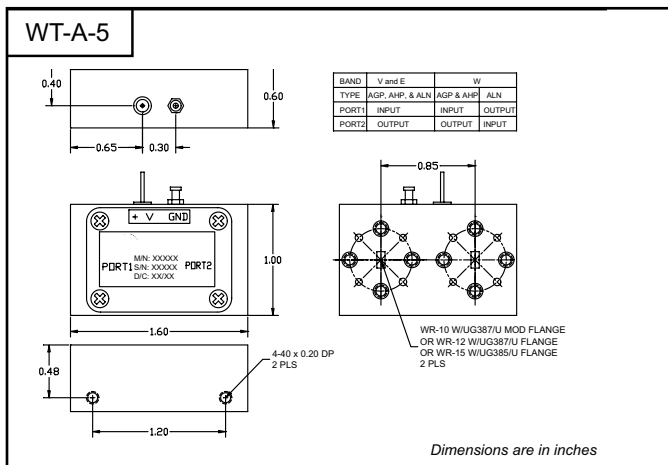 WT-A-5
0.40
0.60
0.65
0.30
BAND V and E W
TYPE AGP, AHP, & ALN AGP & AHP ALN
PORT1 INPUT INPUT OUTPUT
PORT2 OUTPUT OUTPUT INPUT
0.85
+ V GND
PORT1
M/N: XXXXX
S/N: XXXXX
D/C: XX/XX
PORT2
1.00
1.60
WR-10 W/UG387/U MOD FLANGE
OR WR-12 W/UG387/U FLANGE
OR WR-15 W/UG385/U FLANGE
2 PLS
0.48
4-40 x 0.20 DP
2 PLS
1.20
Dimensions are in inches